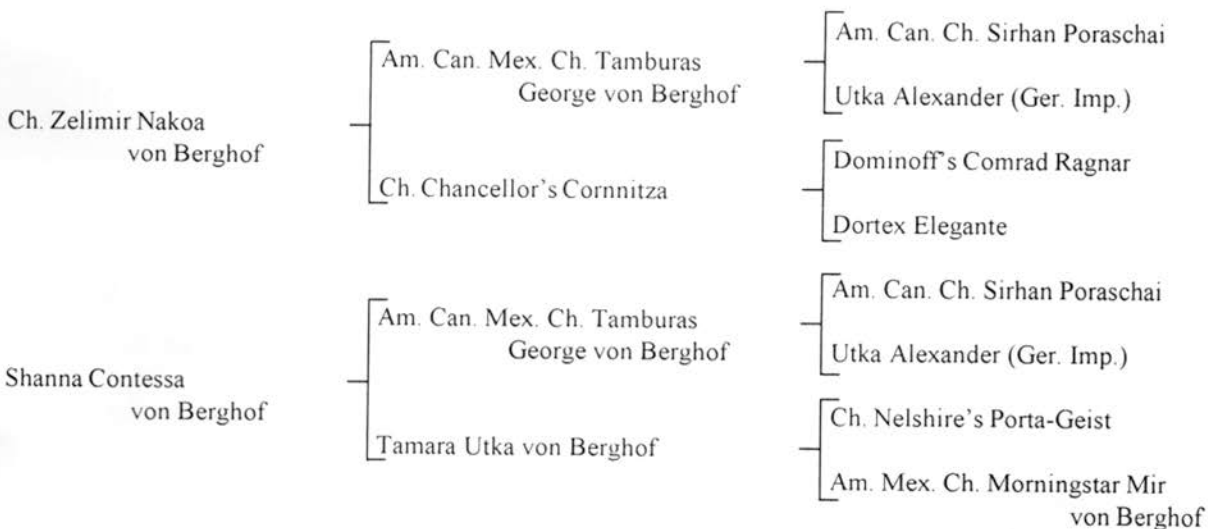 Am. Can. Ch. Sirhan Poraschai
Am. Can. Mex. Ch. Tamburas
George von Berghof
Utka Alexander (Ger. Imp.)
Ch. Zelimir Nakoa
von Berghof
Dominoff's Comrad Ragnar
Ch. Chancellor's Cornnitza
Dortex Elegante
Am. Can. Ch. Sirhan Poraschai
Am. Can. Mex. Ch. Tamburas
George von Berghof
Utka Alexander (Ger. Imp.)
Shanna Contessa
von Berghof
Ch. Nelshire's Porta-Geist
Tamara Utka von Berghof
Am. Mex. Ch. Morningstar Mir
von Berghof